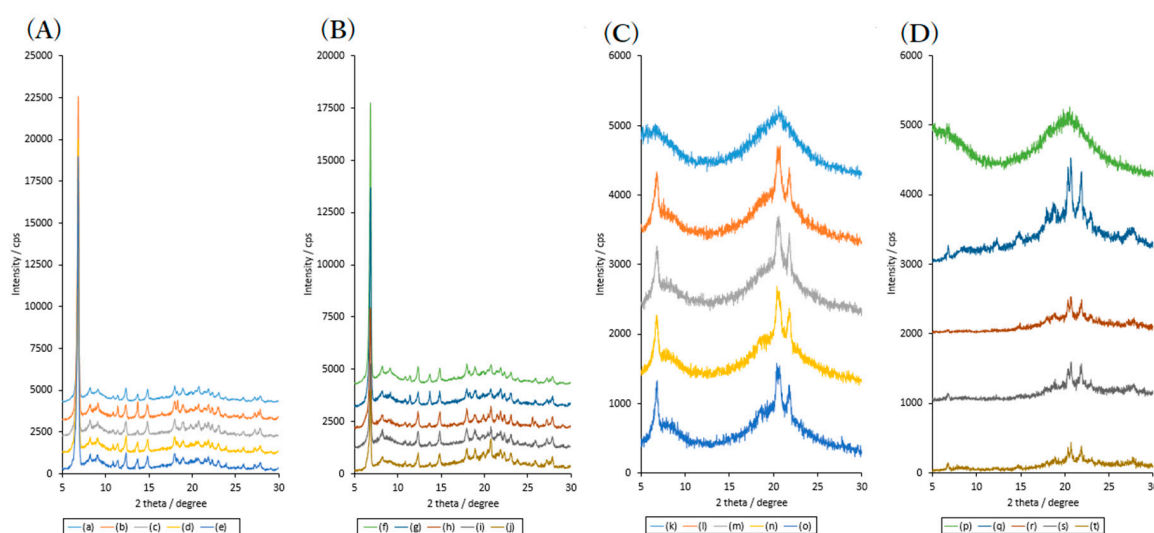 (A)
(B)
(C)
(D)
25000
22500
20000
17500
15000
12500
10000
7500
5000
2500
0
Intensity / cps
5 10 15 20 25 30
2 theta / degree
(a) (b) (c) (d) (e)
20000
17500
15000
12500
10000
7500
5000
2500
0
Intensity / cps
5 10 15 20 25 30
2 theta / degree
(f) (g) (h) (i) (j)
6000
5000
4000
3000
2000
1000
0
Intensity / cps
5 10 15 20 25 30
2 theta / degree
(k) (l) (m) (n) (o)
6000
5000
4000
3000
2000
1000
0
Intensity / cps
5 10 15 20 25 30
2 theta / degree
(p) (q) (r) (s) (t)